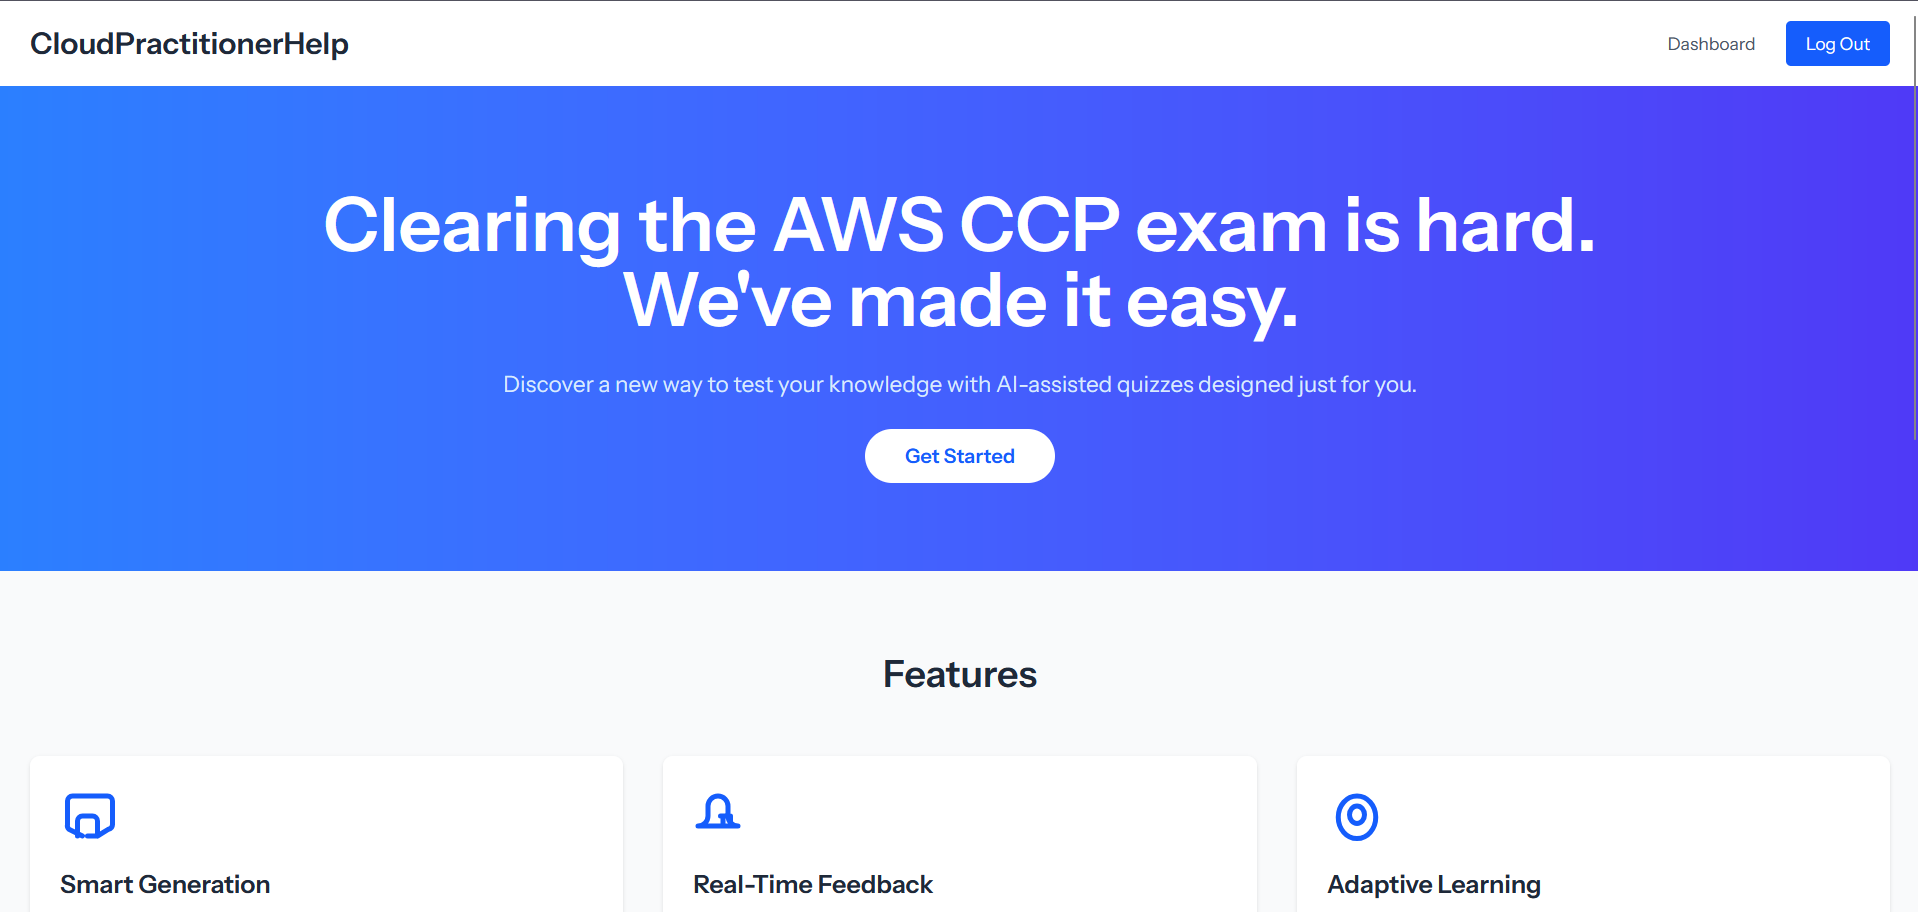 CloudPractitionerHelp
Dashboard
Log Out
Clearing the AWS CCP exam is hard.
We've made it easy.
Discover a new way to test your knowledge with AI-assisted quizzes designed just for you.
Get Started
Features
Smart Generation
Real-Time Feedback
Adaptive Learning